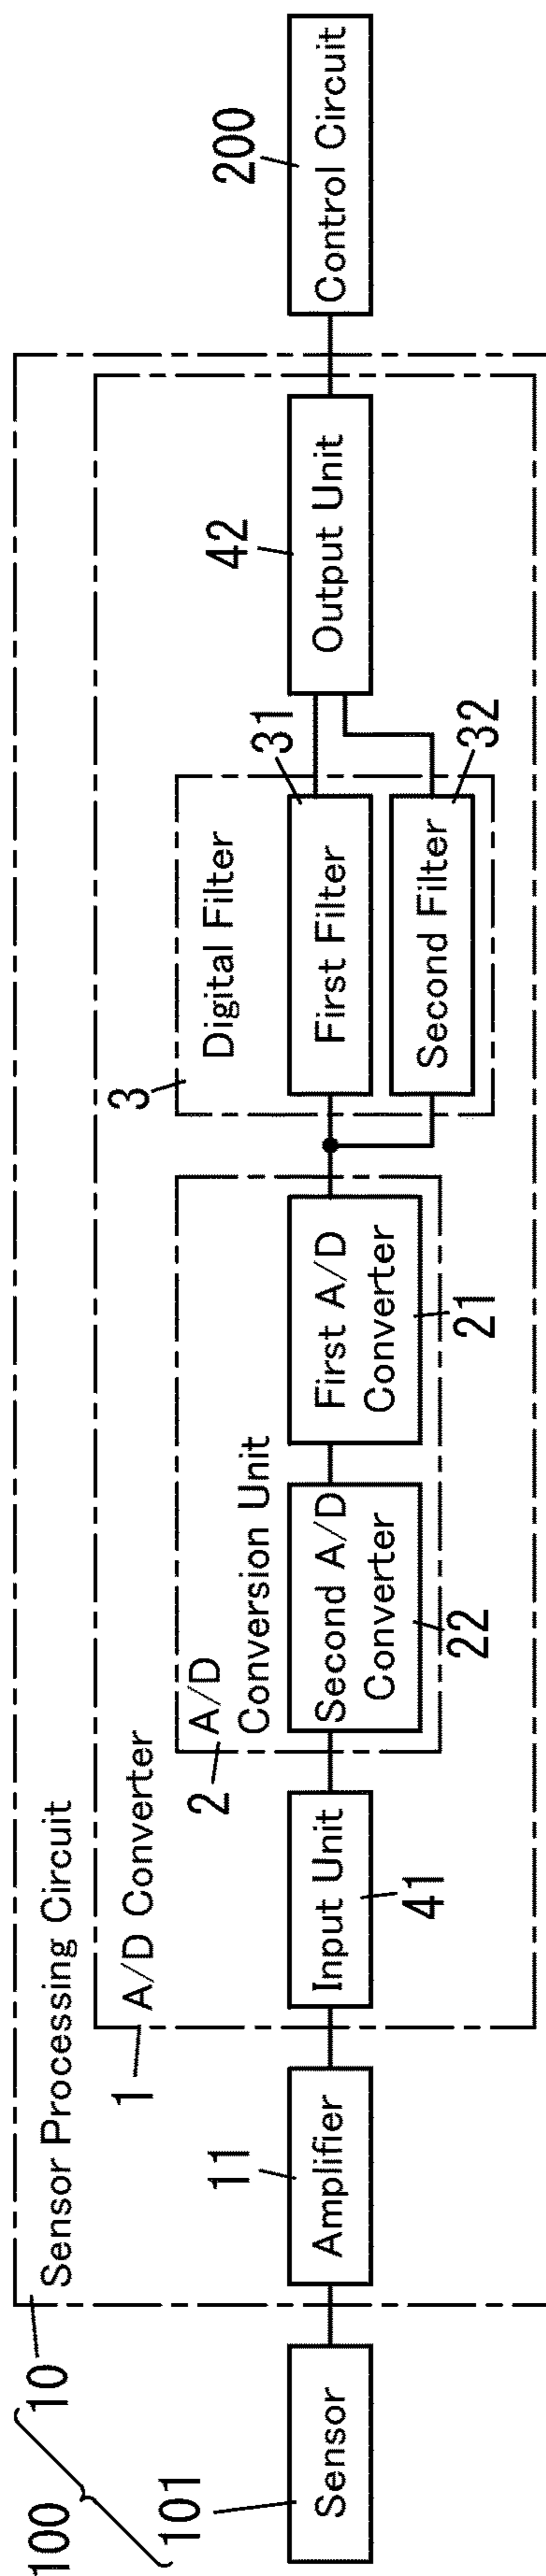 100
10
Sensor Processing Circuit
101
Sensor
11
Amplifier
1
A/D Converter
41
Input Unit
2
A/D
Conversion Unit
22
Second A/D
Converter
21
First A/D
Converter
3
Digital Filter
31
First Filter
32
Second Filter
42
Output Unit
200
Control Circuit